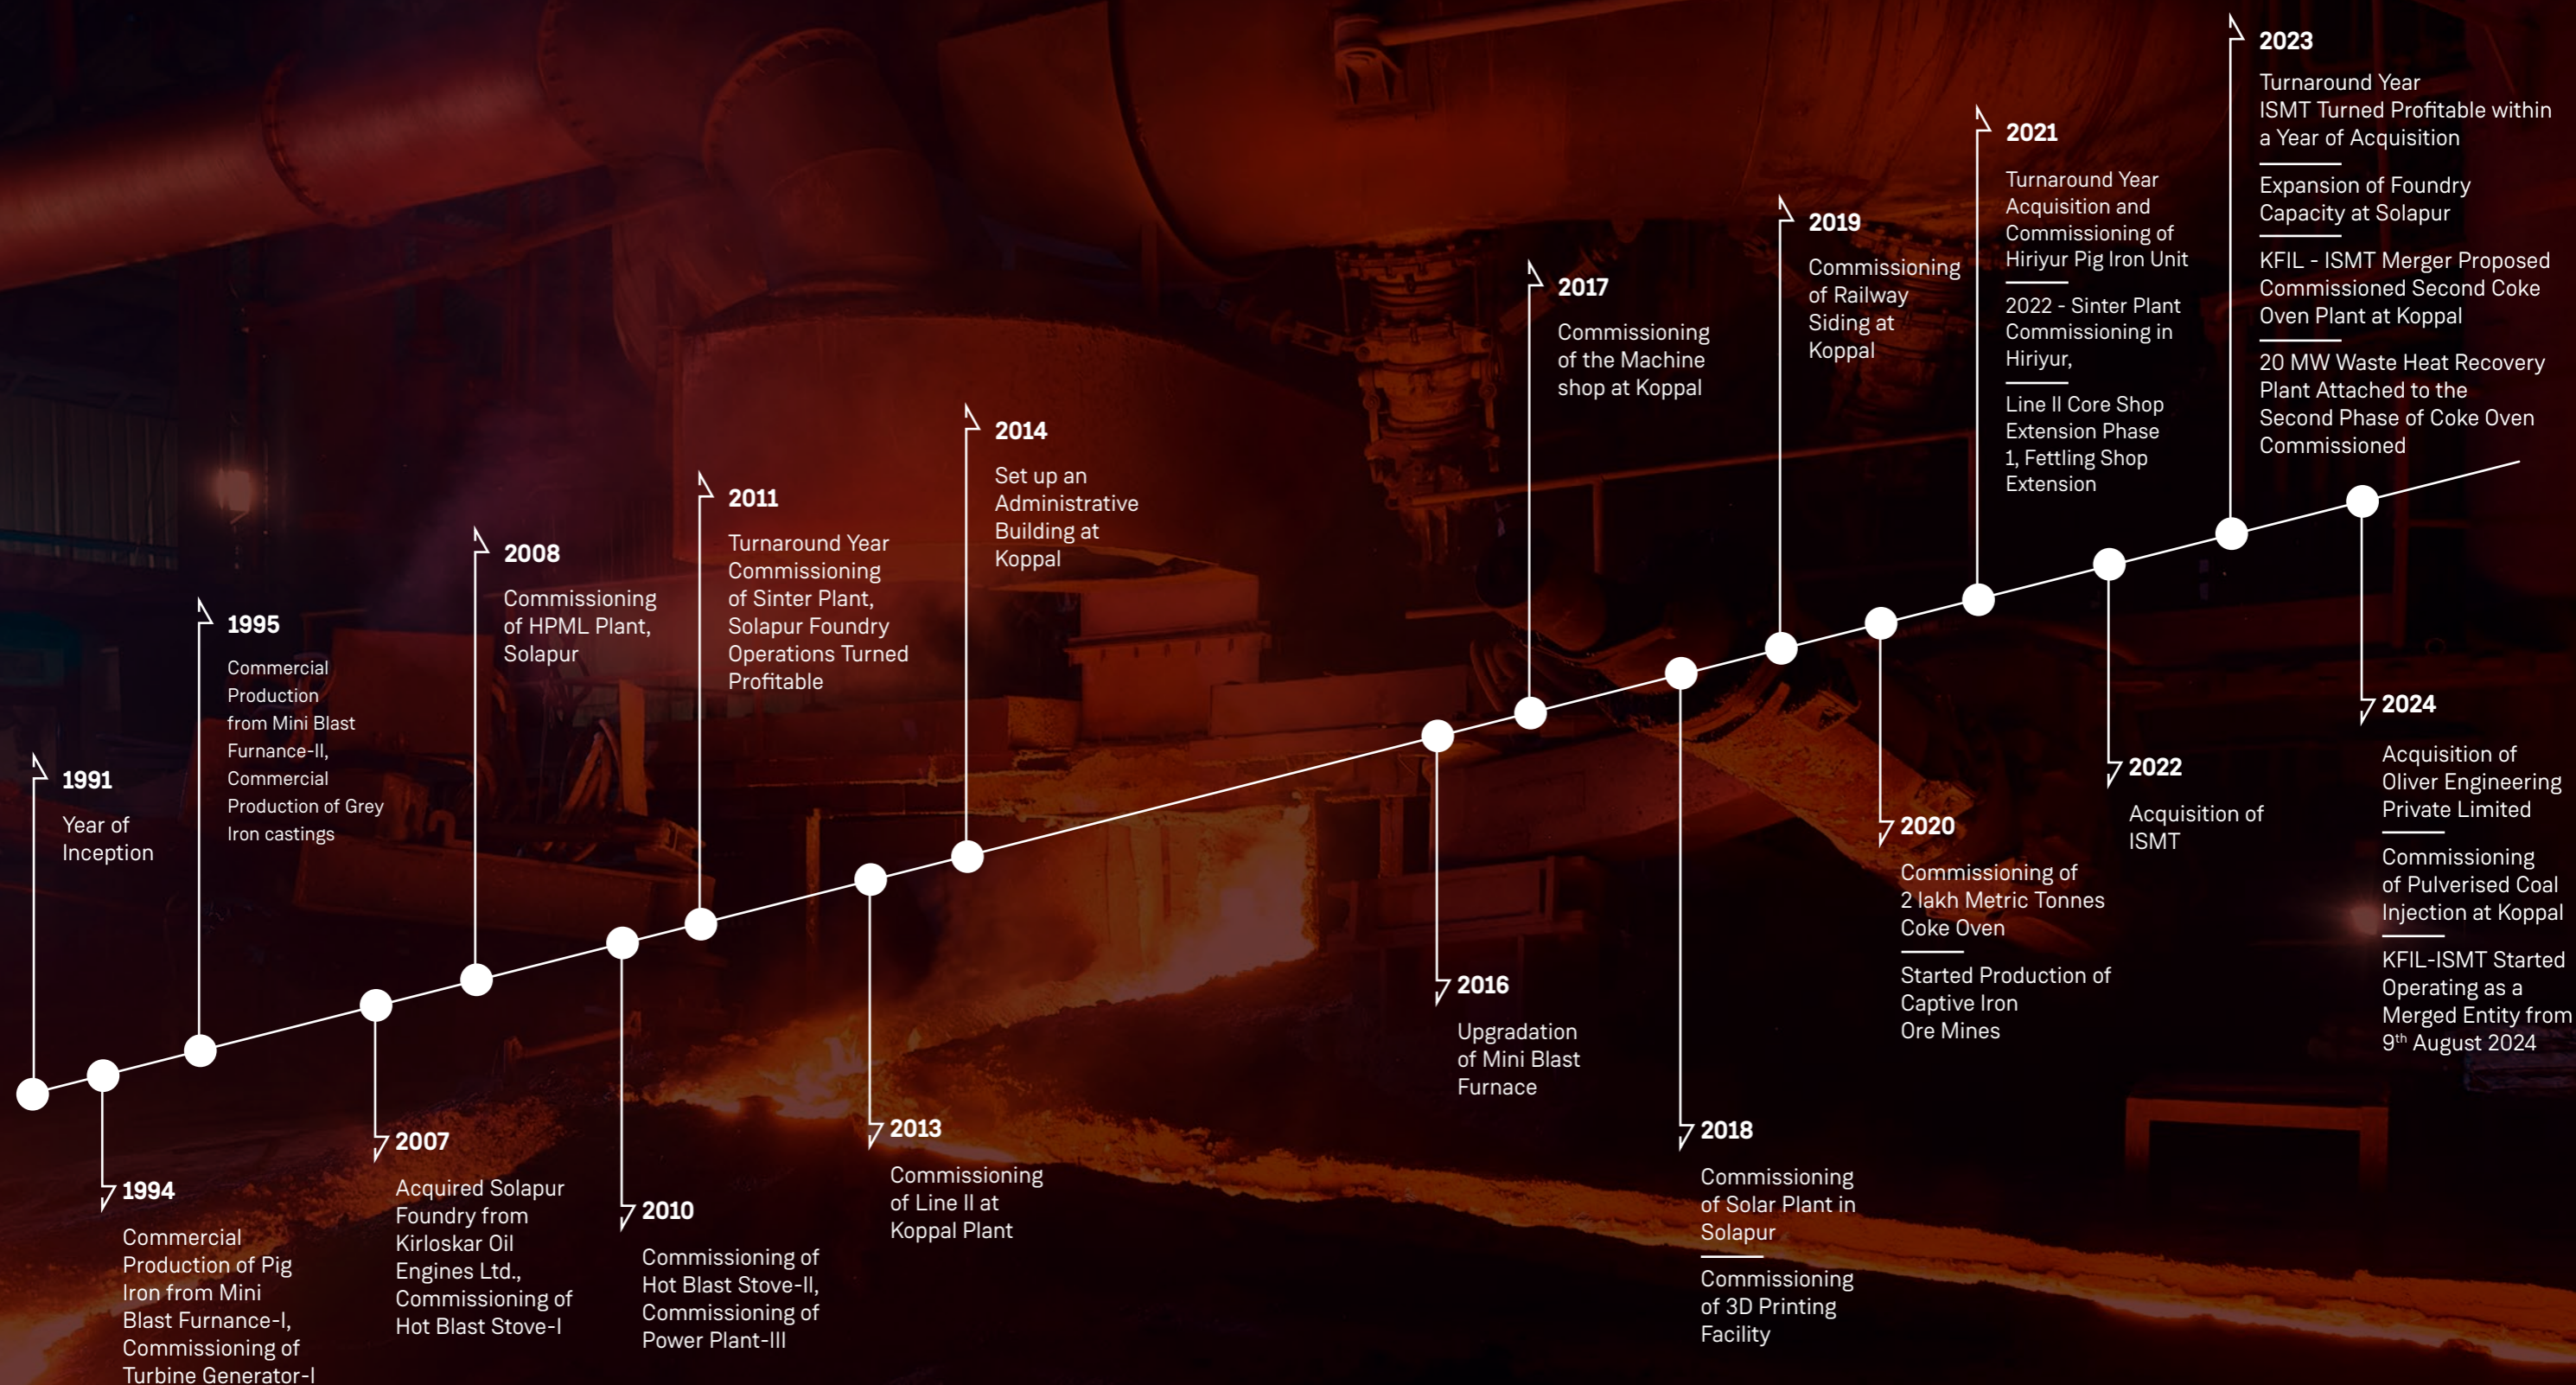 1991
Year of
Inception
1994
Commercial
Production of Pig
Iron from Mini
Blast Furnance-I,
Commissioning of
Turbine Generator-I
1995
Commercial
Production
from Mini Blast
Furnance-II,
Commercial
Production of Grey
Iron castings
2007
Acquired Solapur
Foundry from
Kirloskar Oil
Engines Ltd.,
Commissioning of
Hot Blast Stove-I
2008
Commissioning
of HPML Plant,
Solapur
2010
Commissioning of
Hot Blast Stove-II,
Commissioning of
Power Plant-III
2011
Turnaround Year
Commissioning
of Sinter Plant,
Solapur Foundry
Operations Turned
Profitable
2013
Commissioning
of Line II at
Koppal Plant
2014
Set up an
Administrative
Building at
Koppal
2016
Upgradation
of Mini Blast
Furnace
2017
Commissioning
of the Machine
shop at Koppal
2018
Commissioning
of Solar Plant in
Solapur
Commissioning
of 3D Printing
Facility
2019
Commissioning
of Railway
Siding at
Koppal
2020
Commissioning of
2 lakh Metric Tonnes
Coke Oven
Started Production of
Captive Iron
Ore Mines
2021
Turnaround Year
Acquisition and
Commissioning of
Hiriyur Pig Iron Unit
2022 - Sinter Plant
Commissioning in
Hiriyur,
Line II Core Shop
Extension Phase
1, Fettling Shop
Extension
2022
Acquisition of
ISMT
2023
Turnaround Year
ISMT Turned Profitable within
a Year of Acquisition
Expansion of Foundry
Capacity at Solapur
KFIL - ISMT Merger Proposed
Commissioned Second Coke
Oven Plant at Koppal
20 MW Waste Heat Recovery
Plant Attached to the
Second Phase of Coke Oven
Commissioned
2024
Acquisition of
Oliver Engineering
Private Limited
Commissioning
of Pulverised Coal
Injection at Koppal
KFIL-ISMT Started
Operating as a
Merged Entity from
9th August 2024